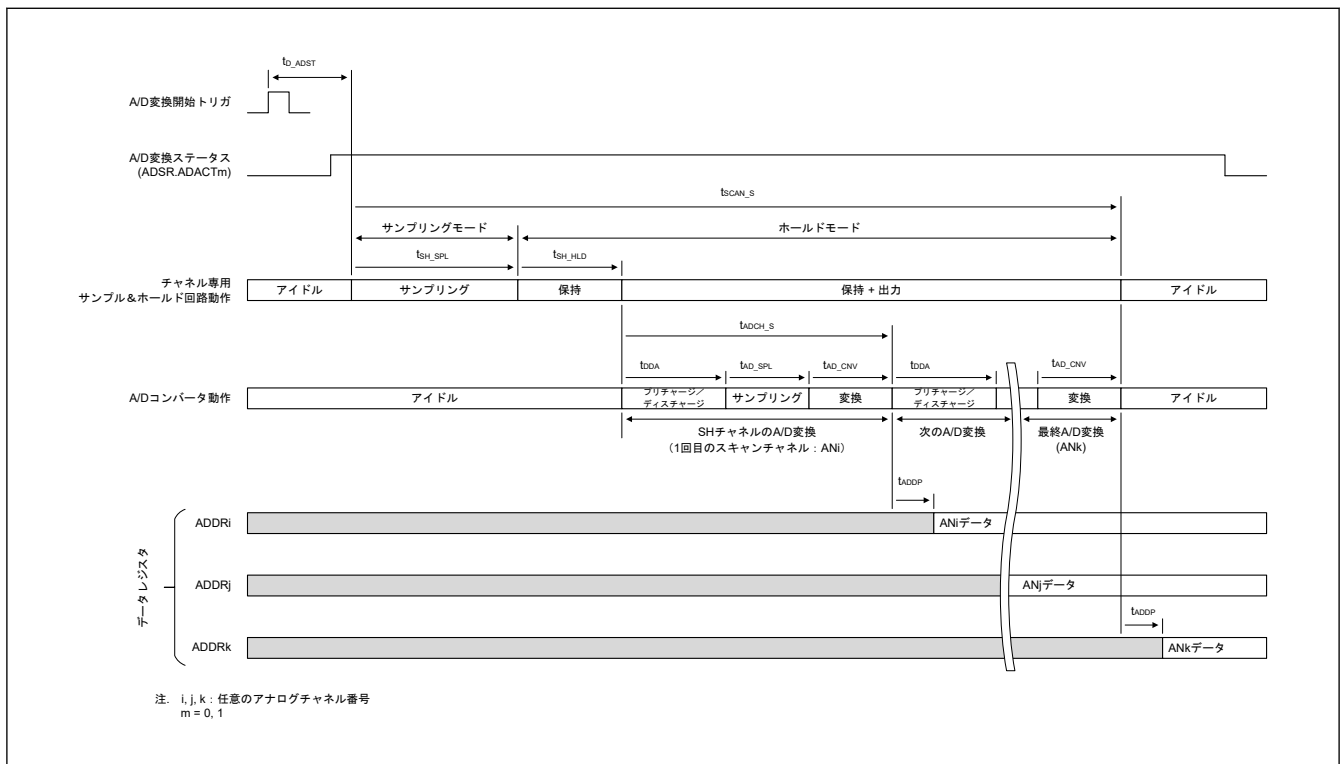 tD_ADST
A/D変換開始トリガ
A/D変換ステータス
(ADSR.ADACTm)
tSCAN_S
サンプリングモード
ホールドモード
tSH_SPL
tSH_HLD
チャネル専用
サンプル＆ホールド回路動作
アイドル
サンプリング
保持
保持 + 出力
アイドル
tADCH_S
tDDA
tAD_SPL
tAD_CNV
tDDA
tAD_CNV
A/Dコンバータ動作
アイドル
プリチャージ／
ディスチャージ
サンプリング
変換
プリチャージ／
ディスチャージ
変換
アイドル
SHチャネルのA/D変換
（1回目のスキャンチャネル：ANi）
次のA/D変換
最終A/D変換
(ANk)
tADDP
データレジスタ
ADDRi
ANiデータ
ADDRj
ANjデータ
tADDP
ADDRk
ANkデータ
注. i, j, k：任意のアナログチャネル番号
m = 0, 1